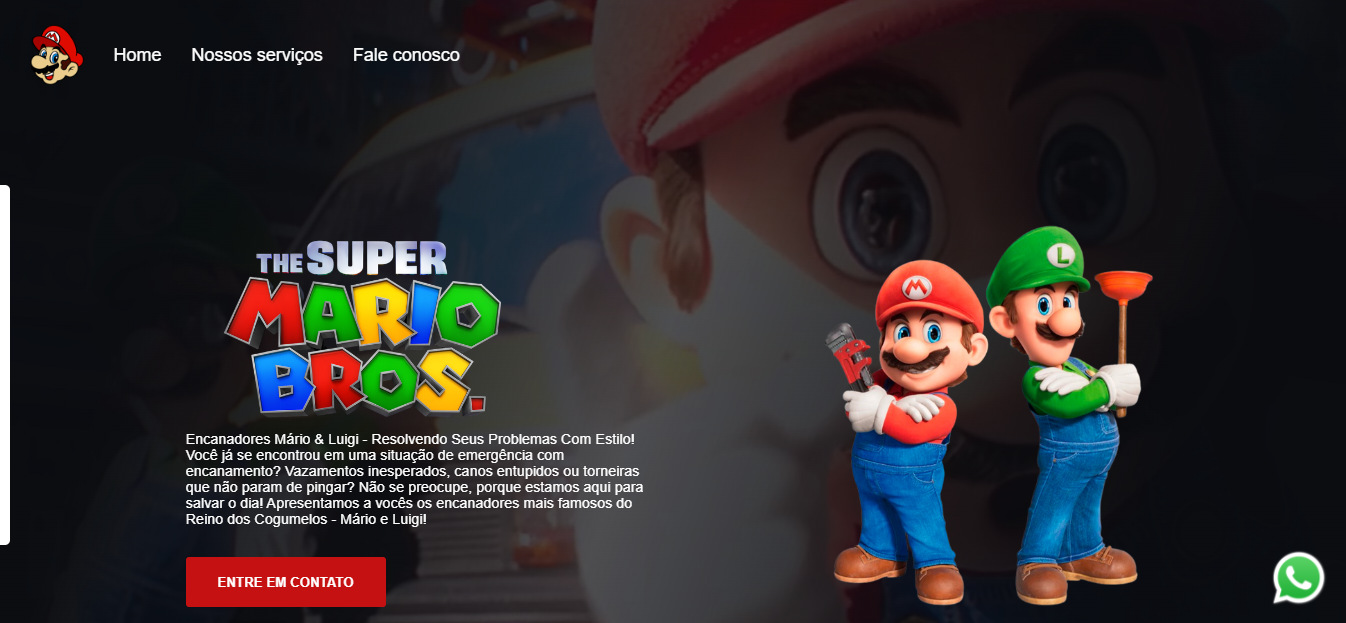 Home Nossos serviços Fale conosco
THE SUPER
MARIO
BROS.
Encanadores Mário & Luigi - Resolvendo Seus Problemas Com Estilo!
Você já se encontrou em uma situação de emergência com
encanamento? Vazamentos inesperados, canos entupidos ou torneiras
que não param de pingar? Não se preocupe, porque estamos aqui para
salvar o dia! Apresentamos a vocês os encanadores mais famosos do
Reino dos Cogumelos - Mário e Luigi!
ENTRE EM CONTATO
M
M
L